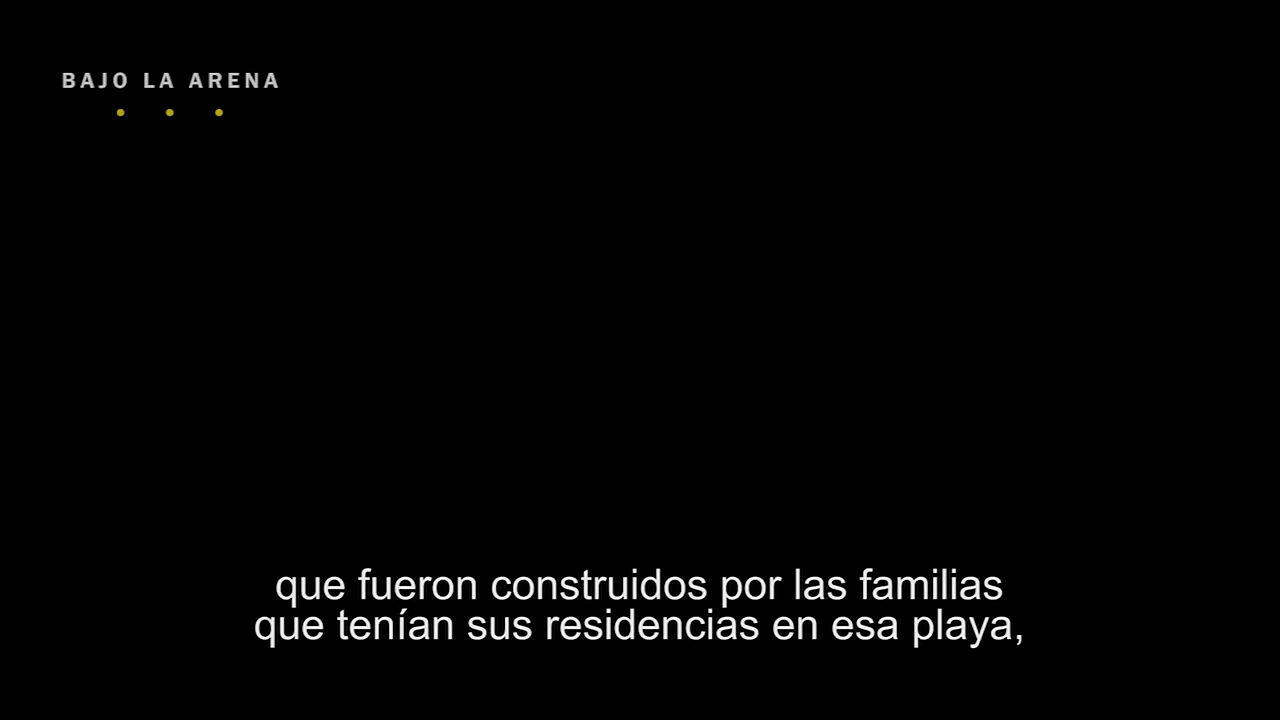 BAJO LA ARENA
que fueron construidos por las familias
que tenían sus residencias en esa playa,